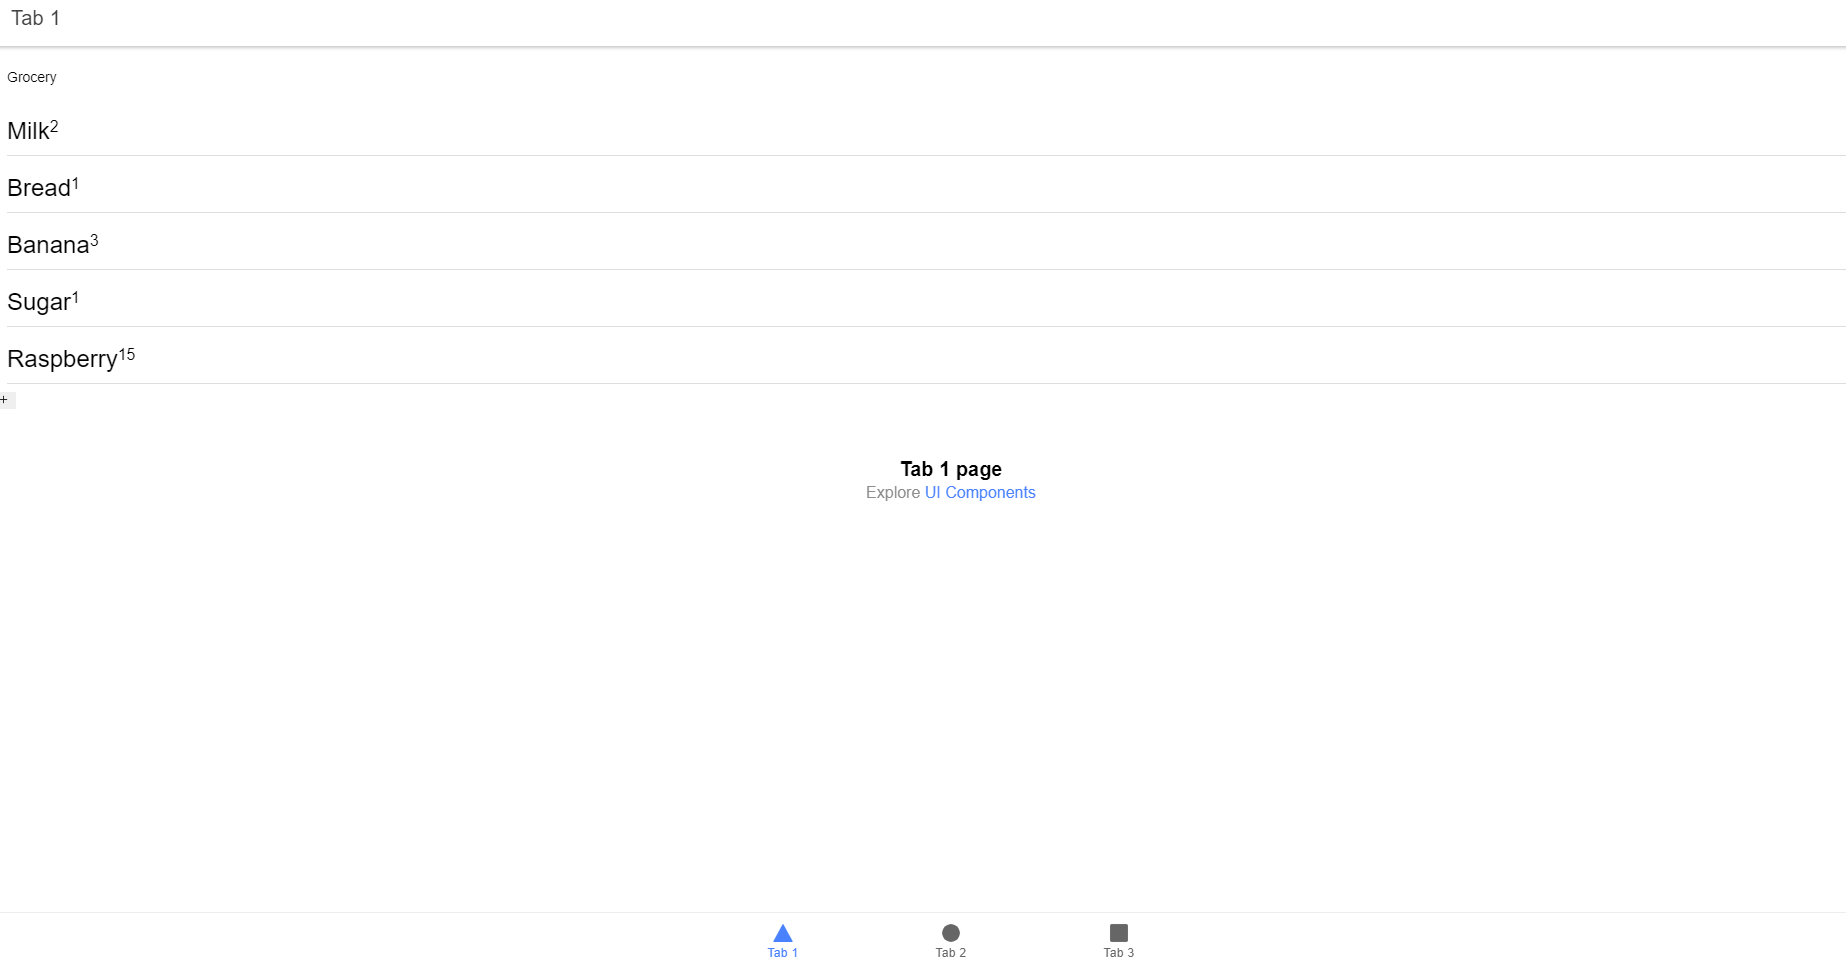 Tab 1
Grocery
Milk²
Bread¹
Banana³
Sugar¹
Raspberry¹⁵
+
Tab 1 page
Explore UI Components
Tab 1 Tab 2 Tab 3